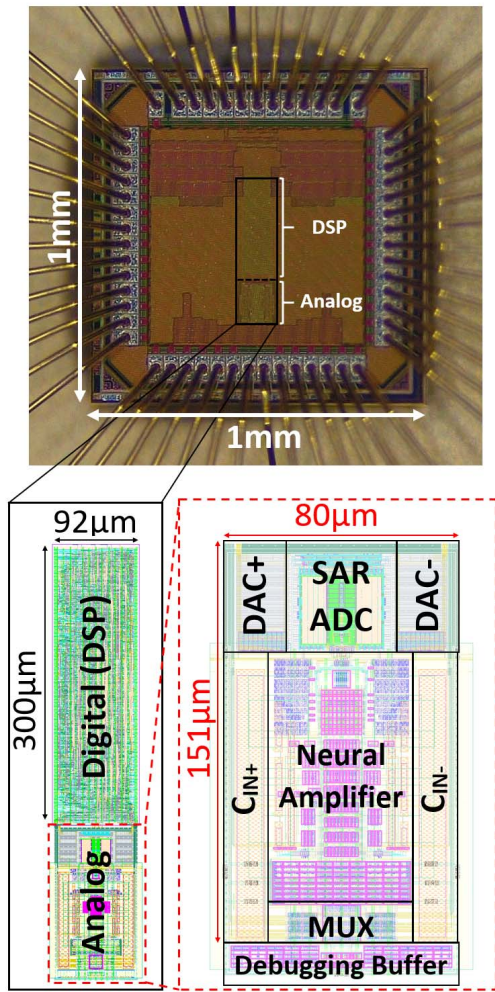 1mm
DSP
Analog
1mm
92µm
300µm
Digital (DSP)
Analog
80µm
151µm
DAC+
SAR
ADC
DAC-
CIN+
Neural
Amplifier
CIN-
MUX
Debugging Buffer